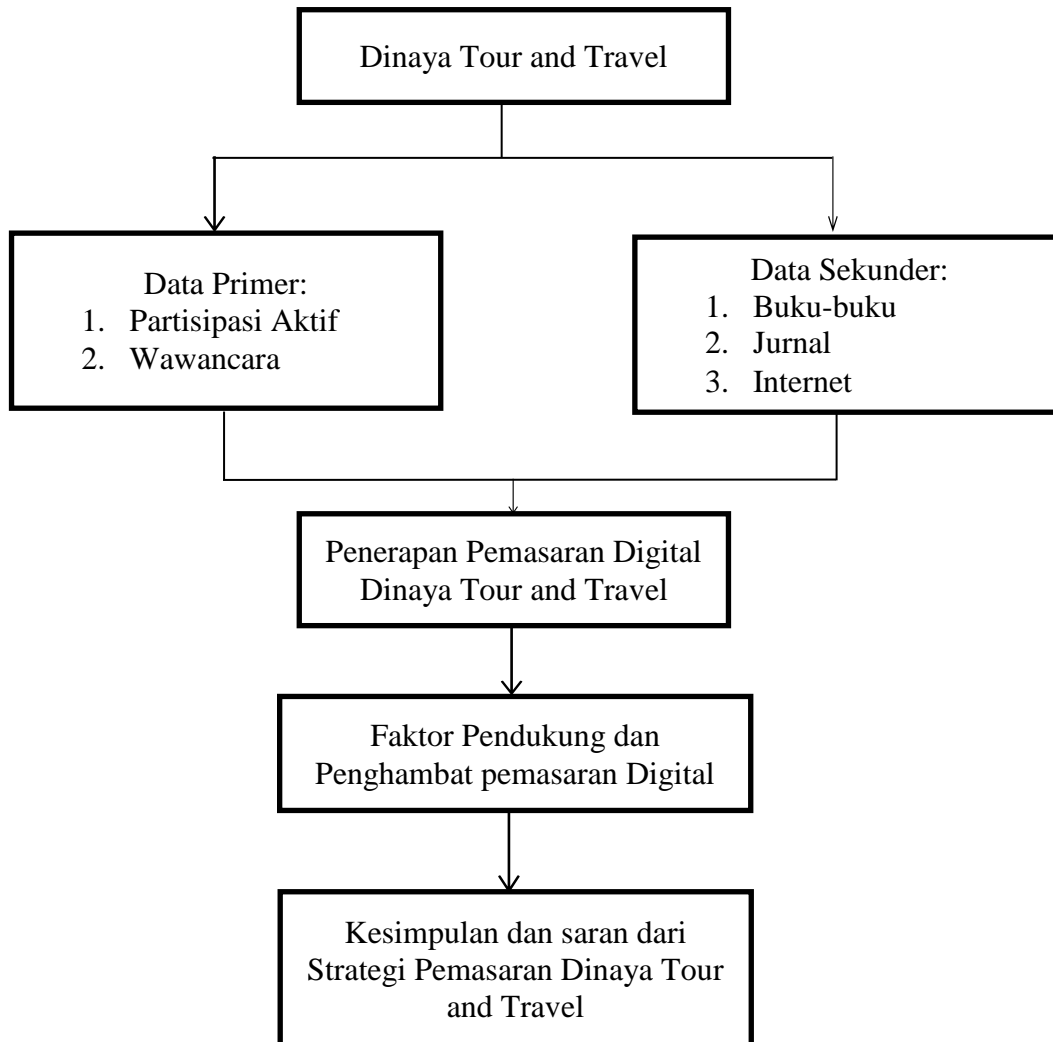 Dinaya Tour and Travel
Data Primer:
1. Partisipasi Aktif
2. Wawancara
Data Sekunder:
1. Buku-buku
2. Jurnal
3. Internet
Penerapan Pemasaran Digital
Dinaya Tour and Travel
Faktor Pendukung dan
Penghambat pemasaran Digital
Kesimpulan dan saran dari
Strategi Pemasaran Dinaya Tour
and Travel